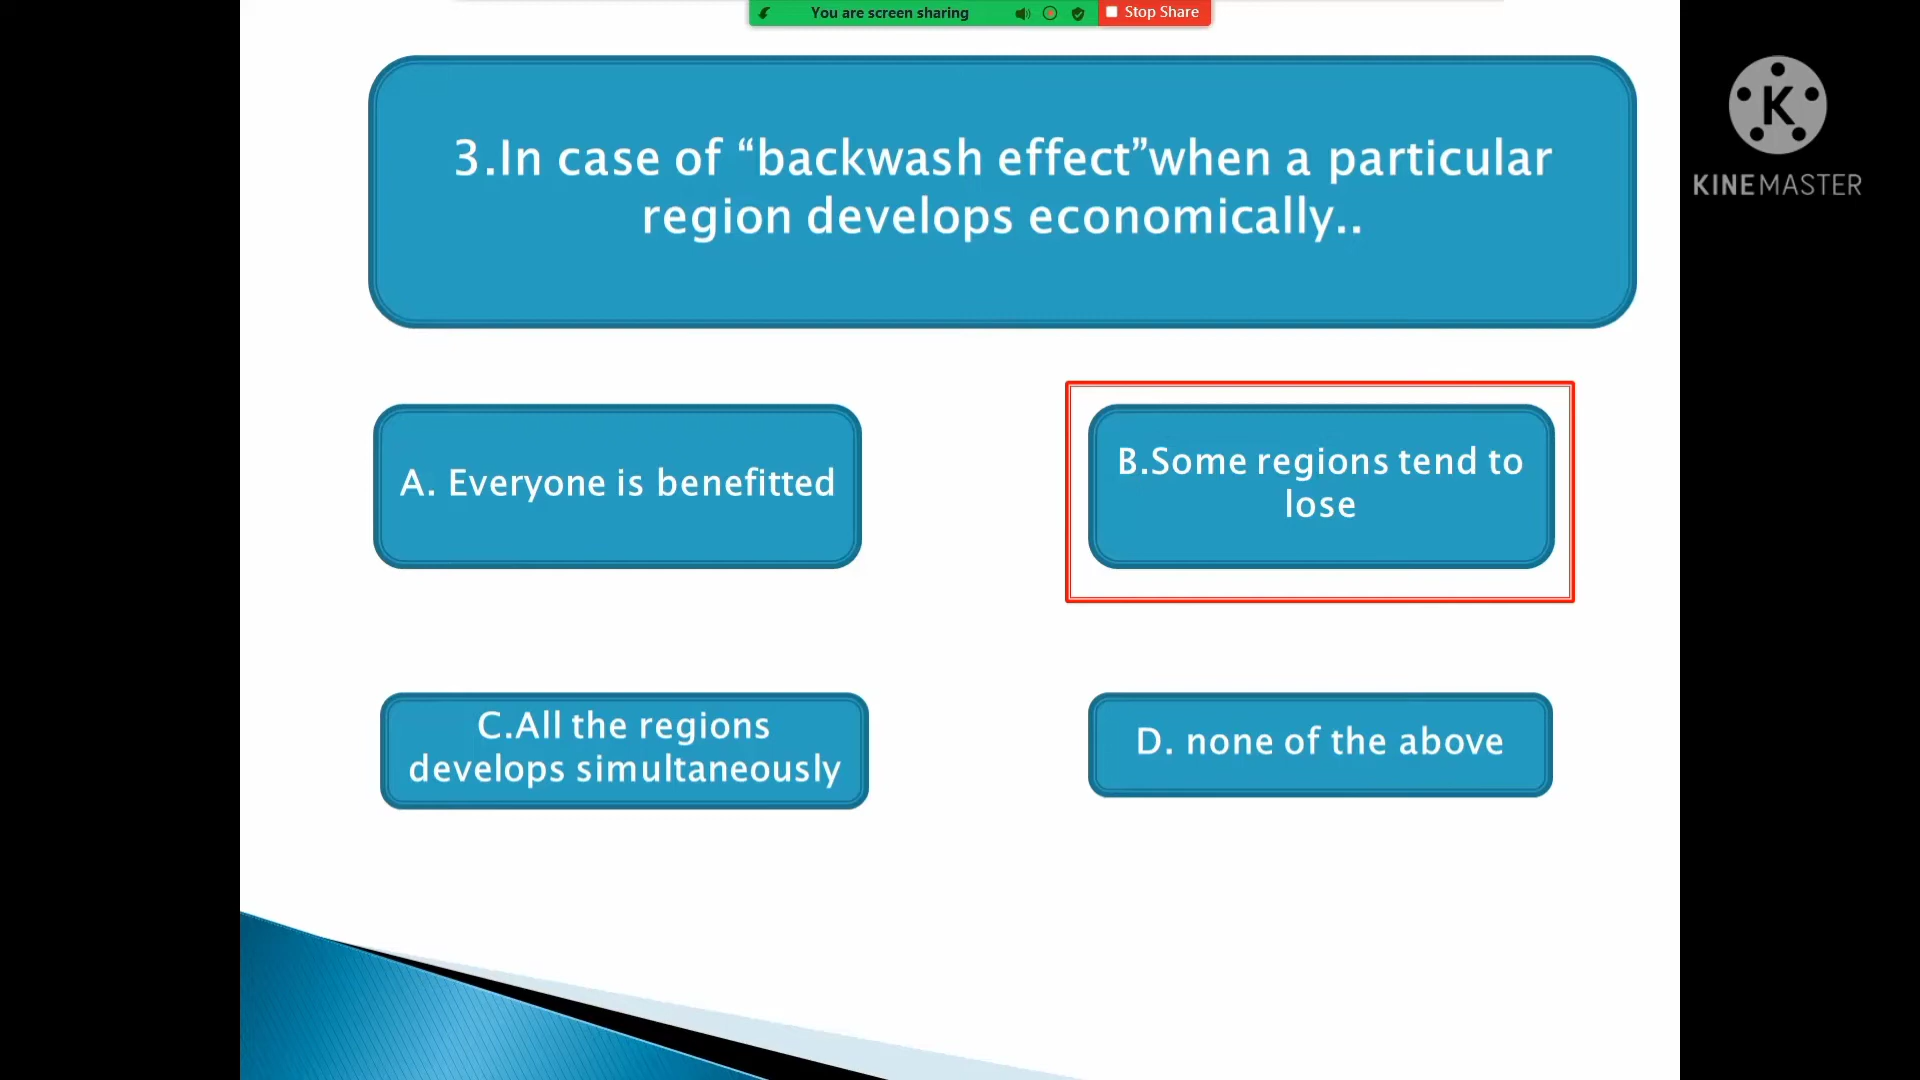 You are screen sharing
Stop Share
3.In case of “backwash effect”when a particular
region develops economically..
K
KINEMASTER
A. Everyone is benefitted
B.Some regions tend to
lose
C.All the regions
develops simultaneously
D. none of the above